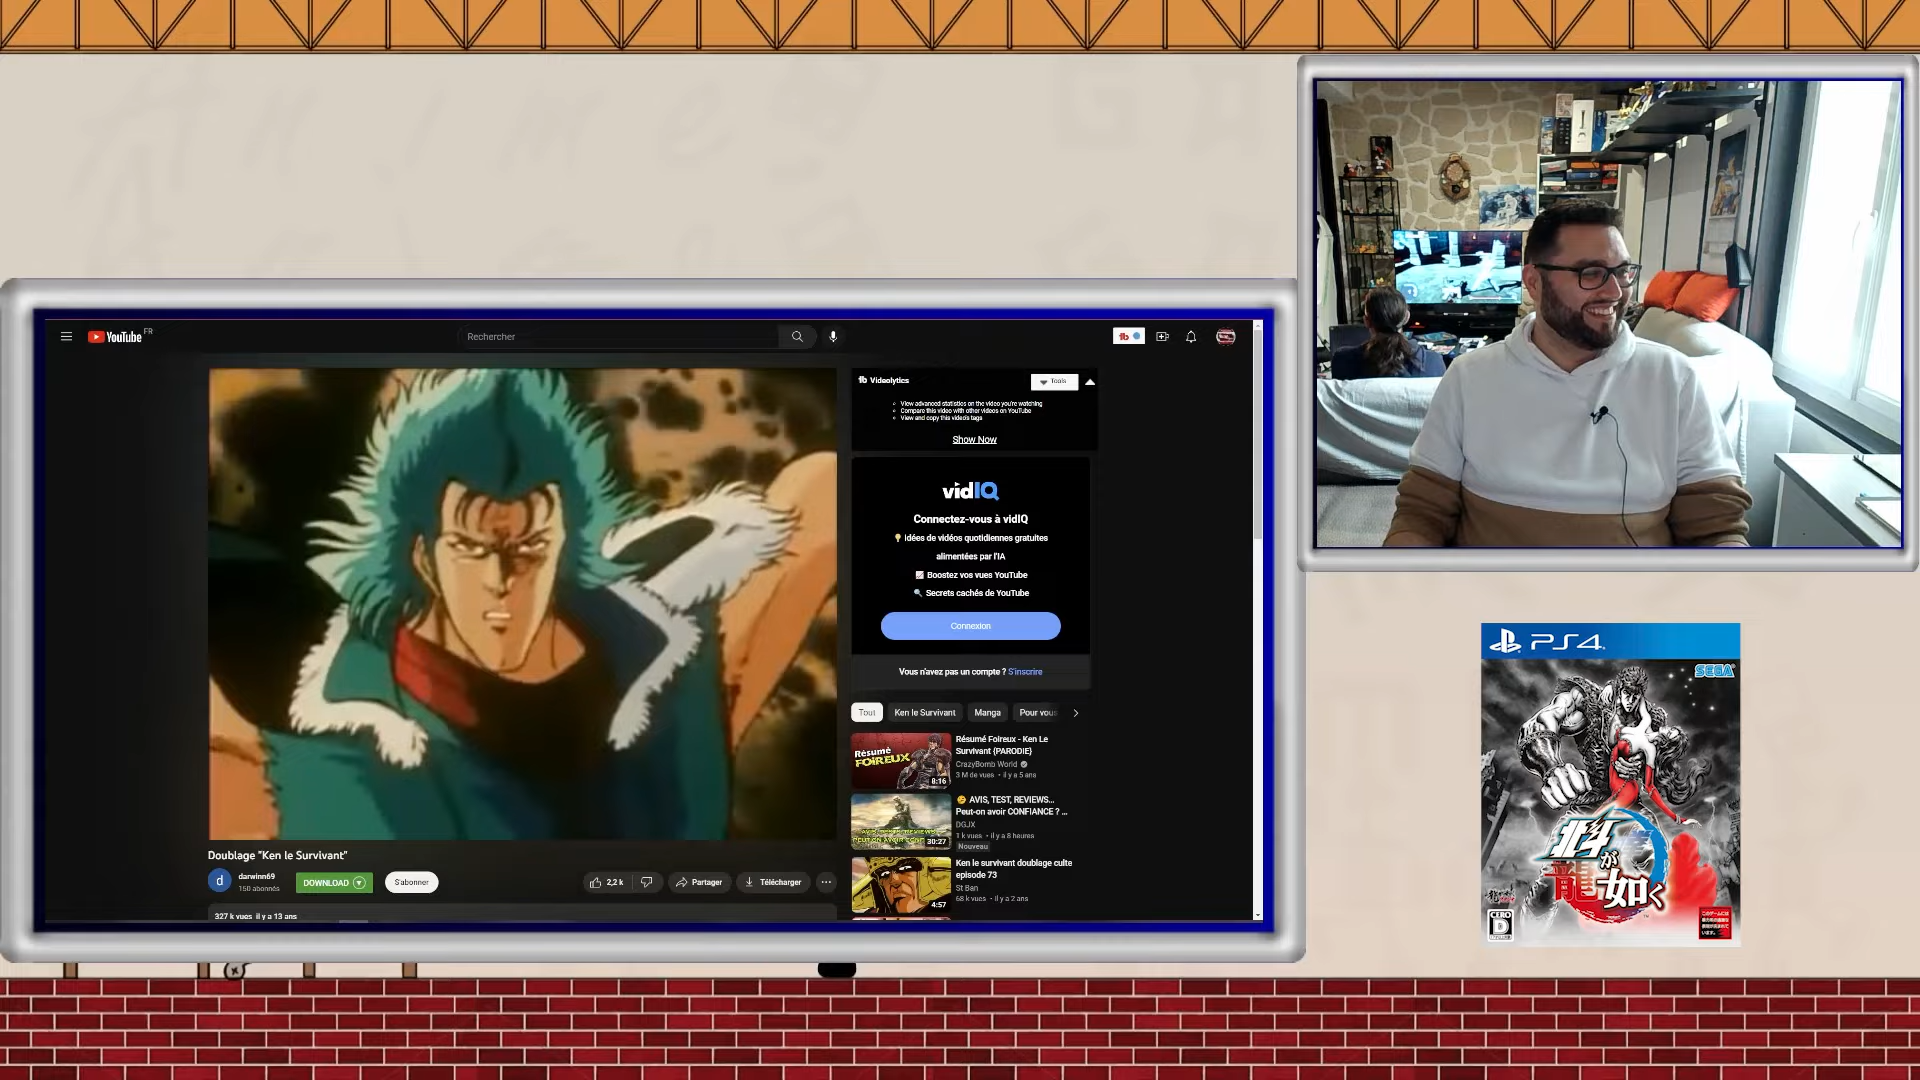 YouTube FR
Rechercher
tb
tb Videolytics
Tools
View advanced statistics on the video you're watching
Compare this video with other videos on YouTube
View and copy this video's tags
Show Now
vidIQ
Connectez-vous à vidIQ
Idées de vidéos quotidiennes gratuites
alimentées par l'IA
Boostez vos vues YouTube
Secrets cachés de YouTube
Connexion
Vous n'avez pas un compte ? S'inscrire
Tout
Ken le Survivant
Manga
Pour vous
Résumé FOIREUX
8:16
Résumé Foireux - Ken Le
Survivant {PARODIE}
CrazyBomb World
3 M de vues • il y a 5 ans
30:27
AVIS, TEST, REVIEWS...
Peut-on avoir CONFIANCE ? ...
DGJX
1 k vues • il y a 8 heures
Nouveau
4:57
Ken le survivant doublage culte
episode 73
St Ban
68 k vues • il y a 2 ans
Doublage "Ken le Survivant"
d
darwinn69
150 abonnés
DOWNLOAD
S'abonner
2,2 k
Partager
Télécharger
327 k vues il y a 13 ans
PS4
SEGA
北斗が
龍如く
CERO
D